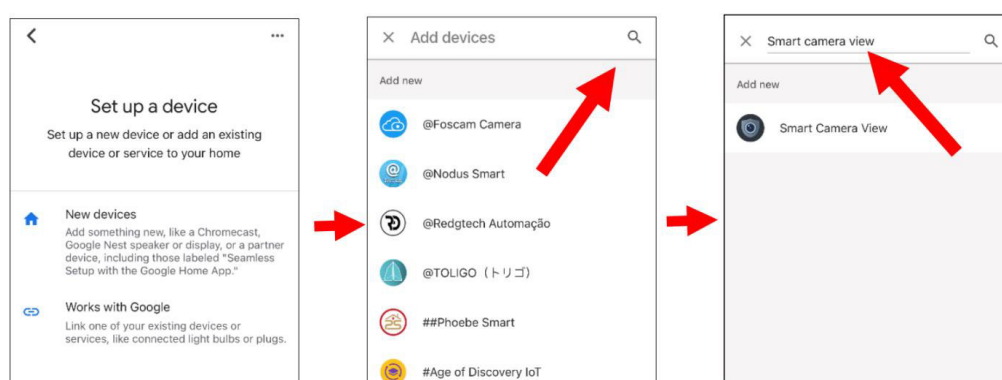 Set up a device
Set up a new device or add an existing
device or service to your home
New devices
Add something new, like a Chromecast,
Google Nest speaker or display, or a partner
device, including those labeled "Seamless
Setup with the Google Home App."
Works with Google
Link one of your existing devices or
services, like connected light bulbs or plugs.
Add devices
Add new
@Foscam Camera
@Nodus Smart
@Redgtech Automação
@TOLIGO（トリゴ）
##Phoebe Smart
#Age of Discovery IoT
Smart camera view
Add new
Smart Camera View